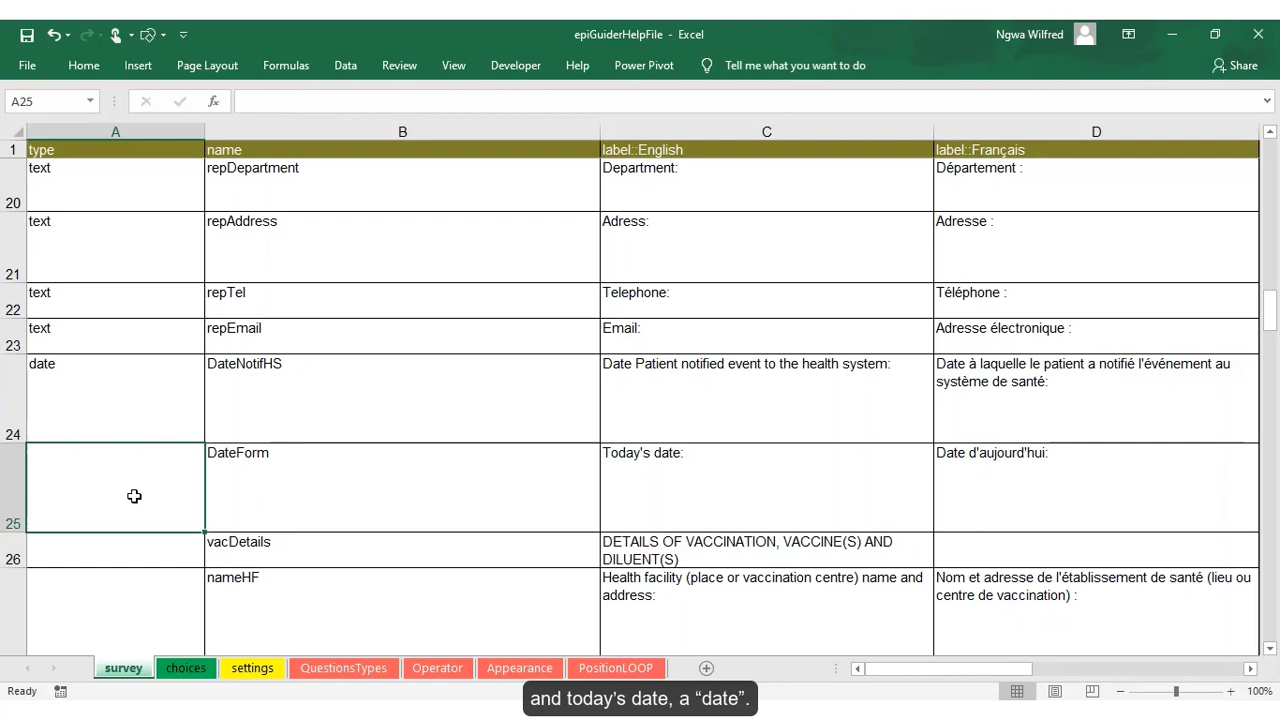 epiGuiderHelpFile - Excel
Ngwa Wilfred
File Home Insert Page Layout Formulas Data Review View Developer Help Power Pivot Tell me what you want to do Share
A25
A B C D
1 type name label::English label::Français
20 text repDepartment Department: Département :
21 text repAddress Adress: Adresse :
22 text repTel Telephone: Téléphone :
23 text repEmail Email: Adresse électronique :
24 date DateNotifHS Date Patient notified event to the health system: Date à laquelle le patient a notifié l'événement au
système de santé:
25 DateForm Today's date: Date d'aujourd'hui:
26 vacDetails DETAILS OF VACCINATION, VACCINE(S) AND
DILUENT(S)
nameHF Health facility (place or vaccination centre) name and Nom et adresse de l'établissement de santé (lieu ou
address: centre de vaccination) :
survey choices settings QuestionsTypes Operator Appearance PositionLOOP
Ready 100%
and today's date, a “date”.